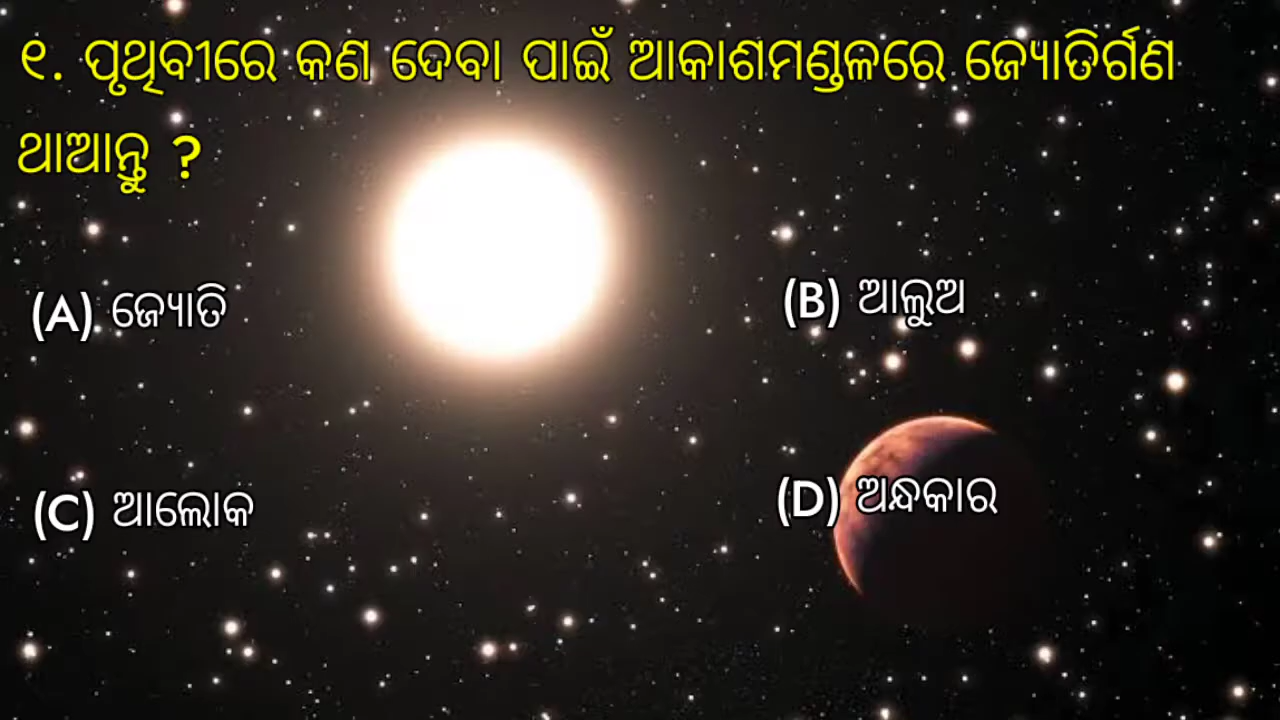 ୧. ପୃଥିବୀରେ କଣ ଦେବା ପାଇଁ ଆକାଶମଣ୍ଡଳରେ ଜ୍ୟୋତିର୍ଗଣ
ଥାଆନ୍ତୁ ?
(A) ଜ୍ୟୋତି
(B) ଆଲୁଅ
(C) ଆଲୋକ
(D) ଅନ୍ଧକାର